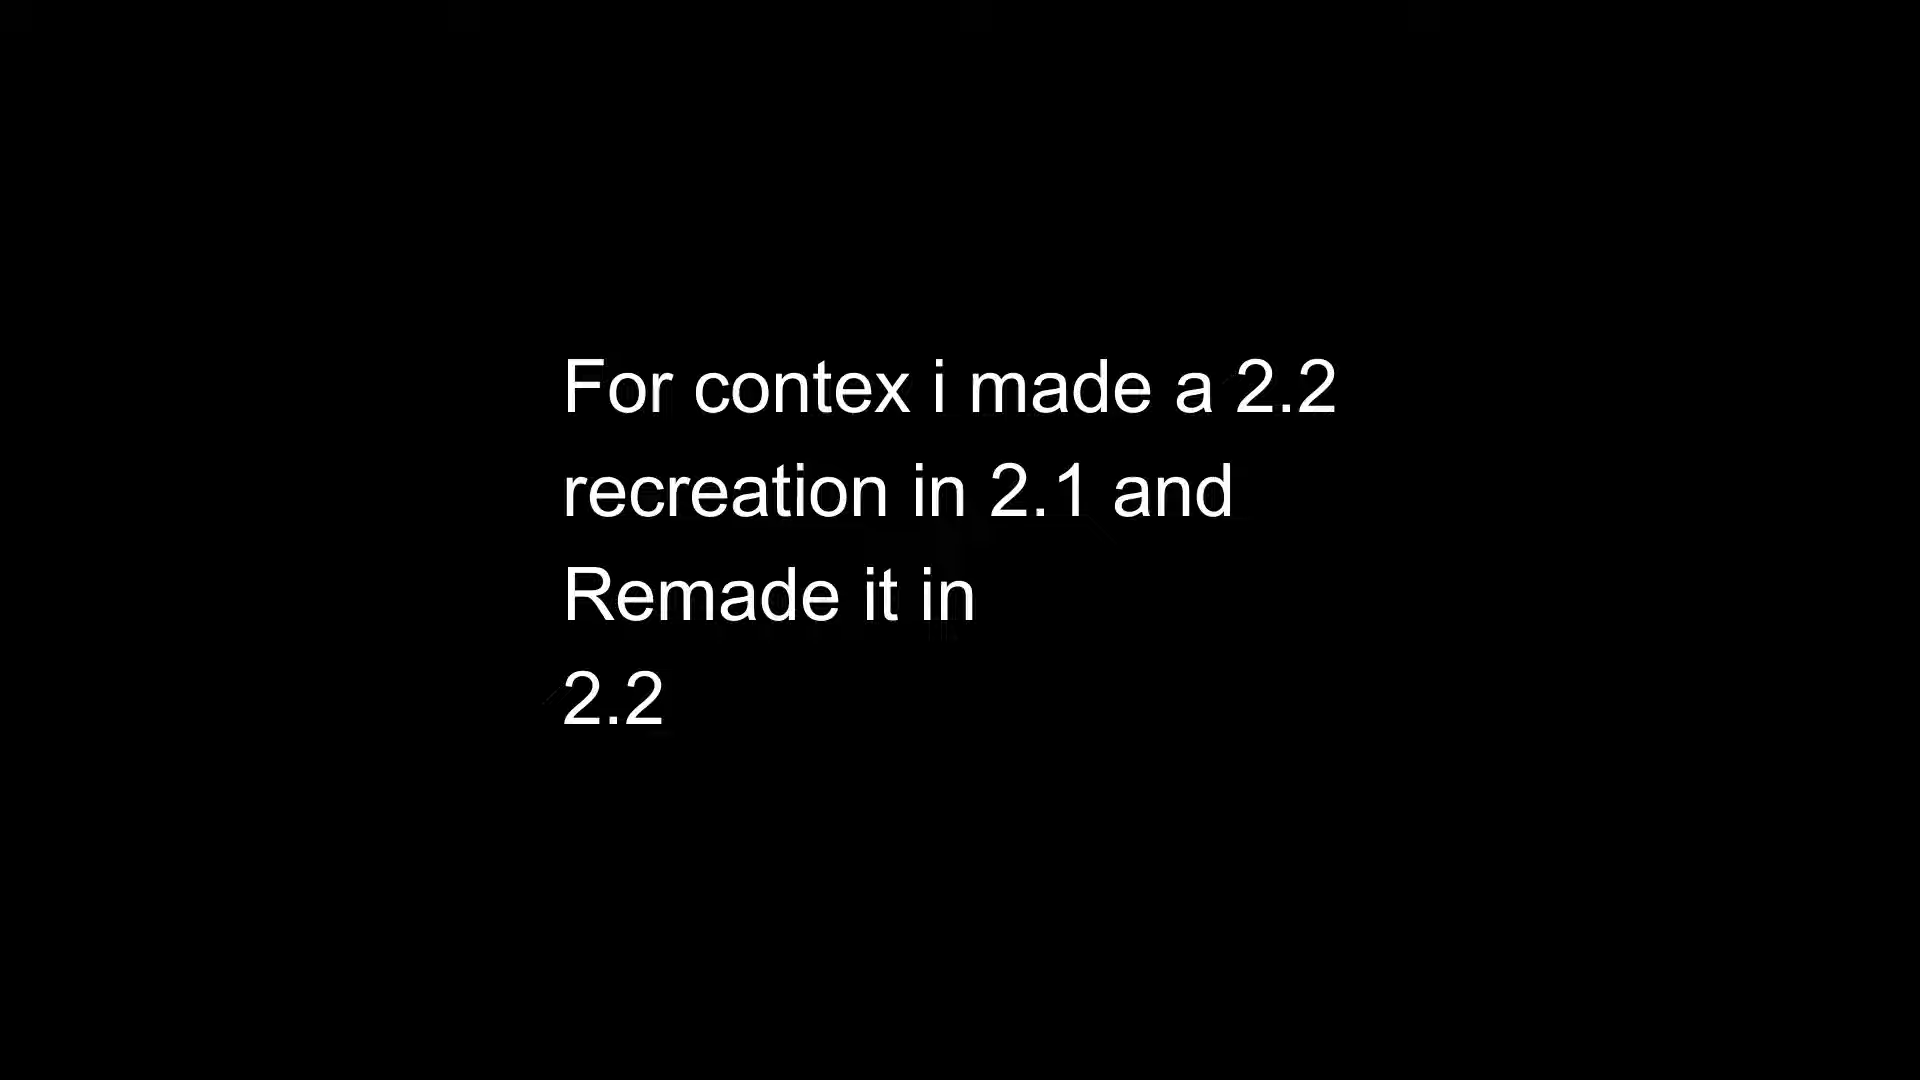 For contex i made a 2.2
recreation in 2.1 and
Remade it in
2.2